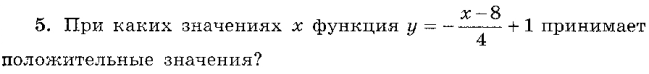 5. При каких значениях x функция y = −(x−8)/4 + 1 принимает
положительные значения?